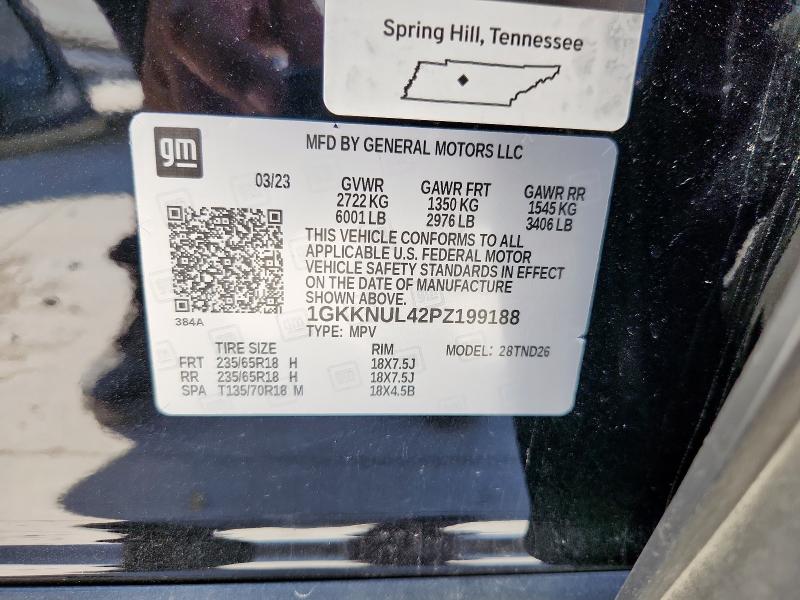 Spring Hill, Tennessee
gm
MFD BY GENERAL MOTORS LLC
03/23
GVWR GAWR FRT GAWR RR
2722 KG 1350 KG 1545 KG
6001 LB 2976 LB 3406 LB
THIS VEHICLE CONFORMS TO ALL
APPLICABLE U.S. FEDERAL MOTOR
VEHICLE SAFETY STANDARDS IN EFFECT
ON THE DATE OF MANUFACTURE
SHOWN ABOVE.
384A
1GKKNUL42PZ199188
TYPE: MPV
TIRE SIZE RIM MODEL: 28TND26
FRT 235/65R18 H 18X7.5J
RR 235/65R18 H 18X7.5J
SPA T135/70R18 M 18X4.5B